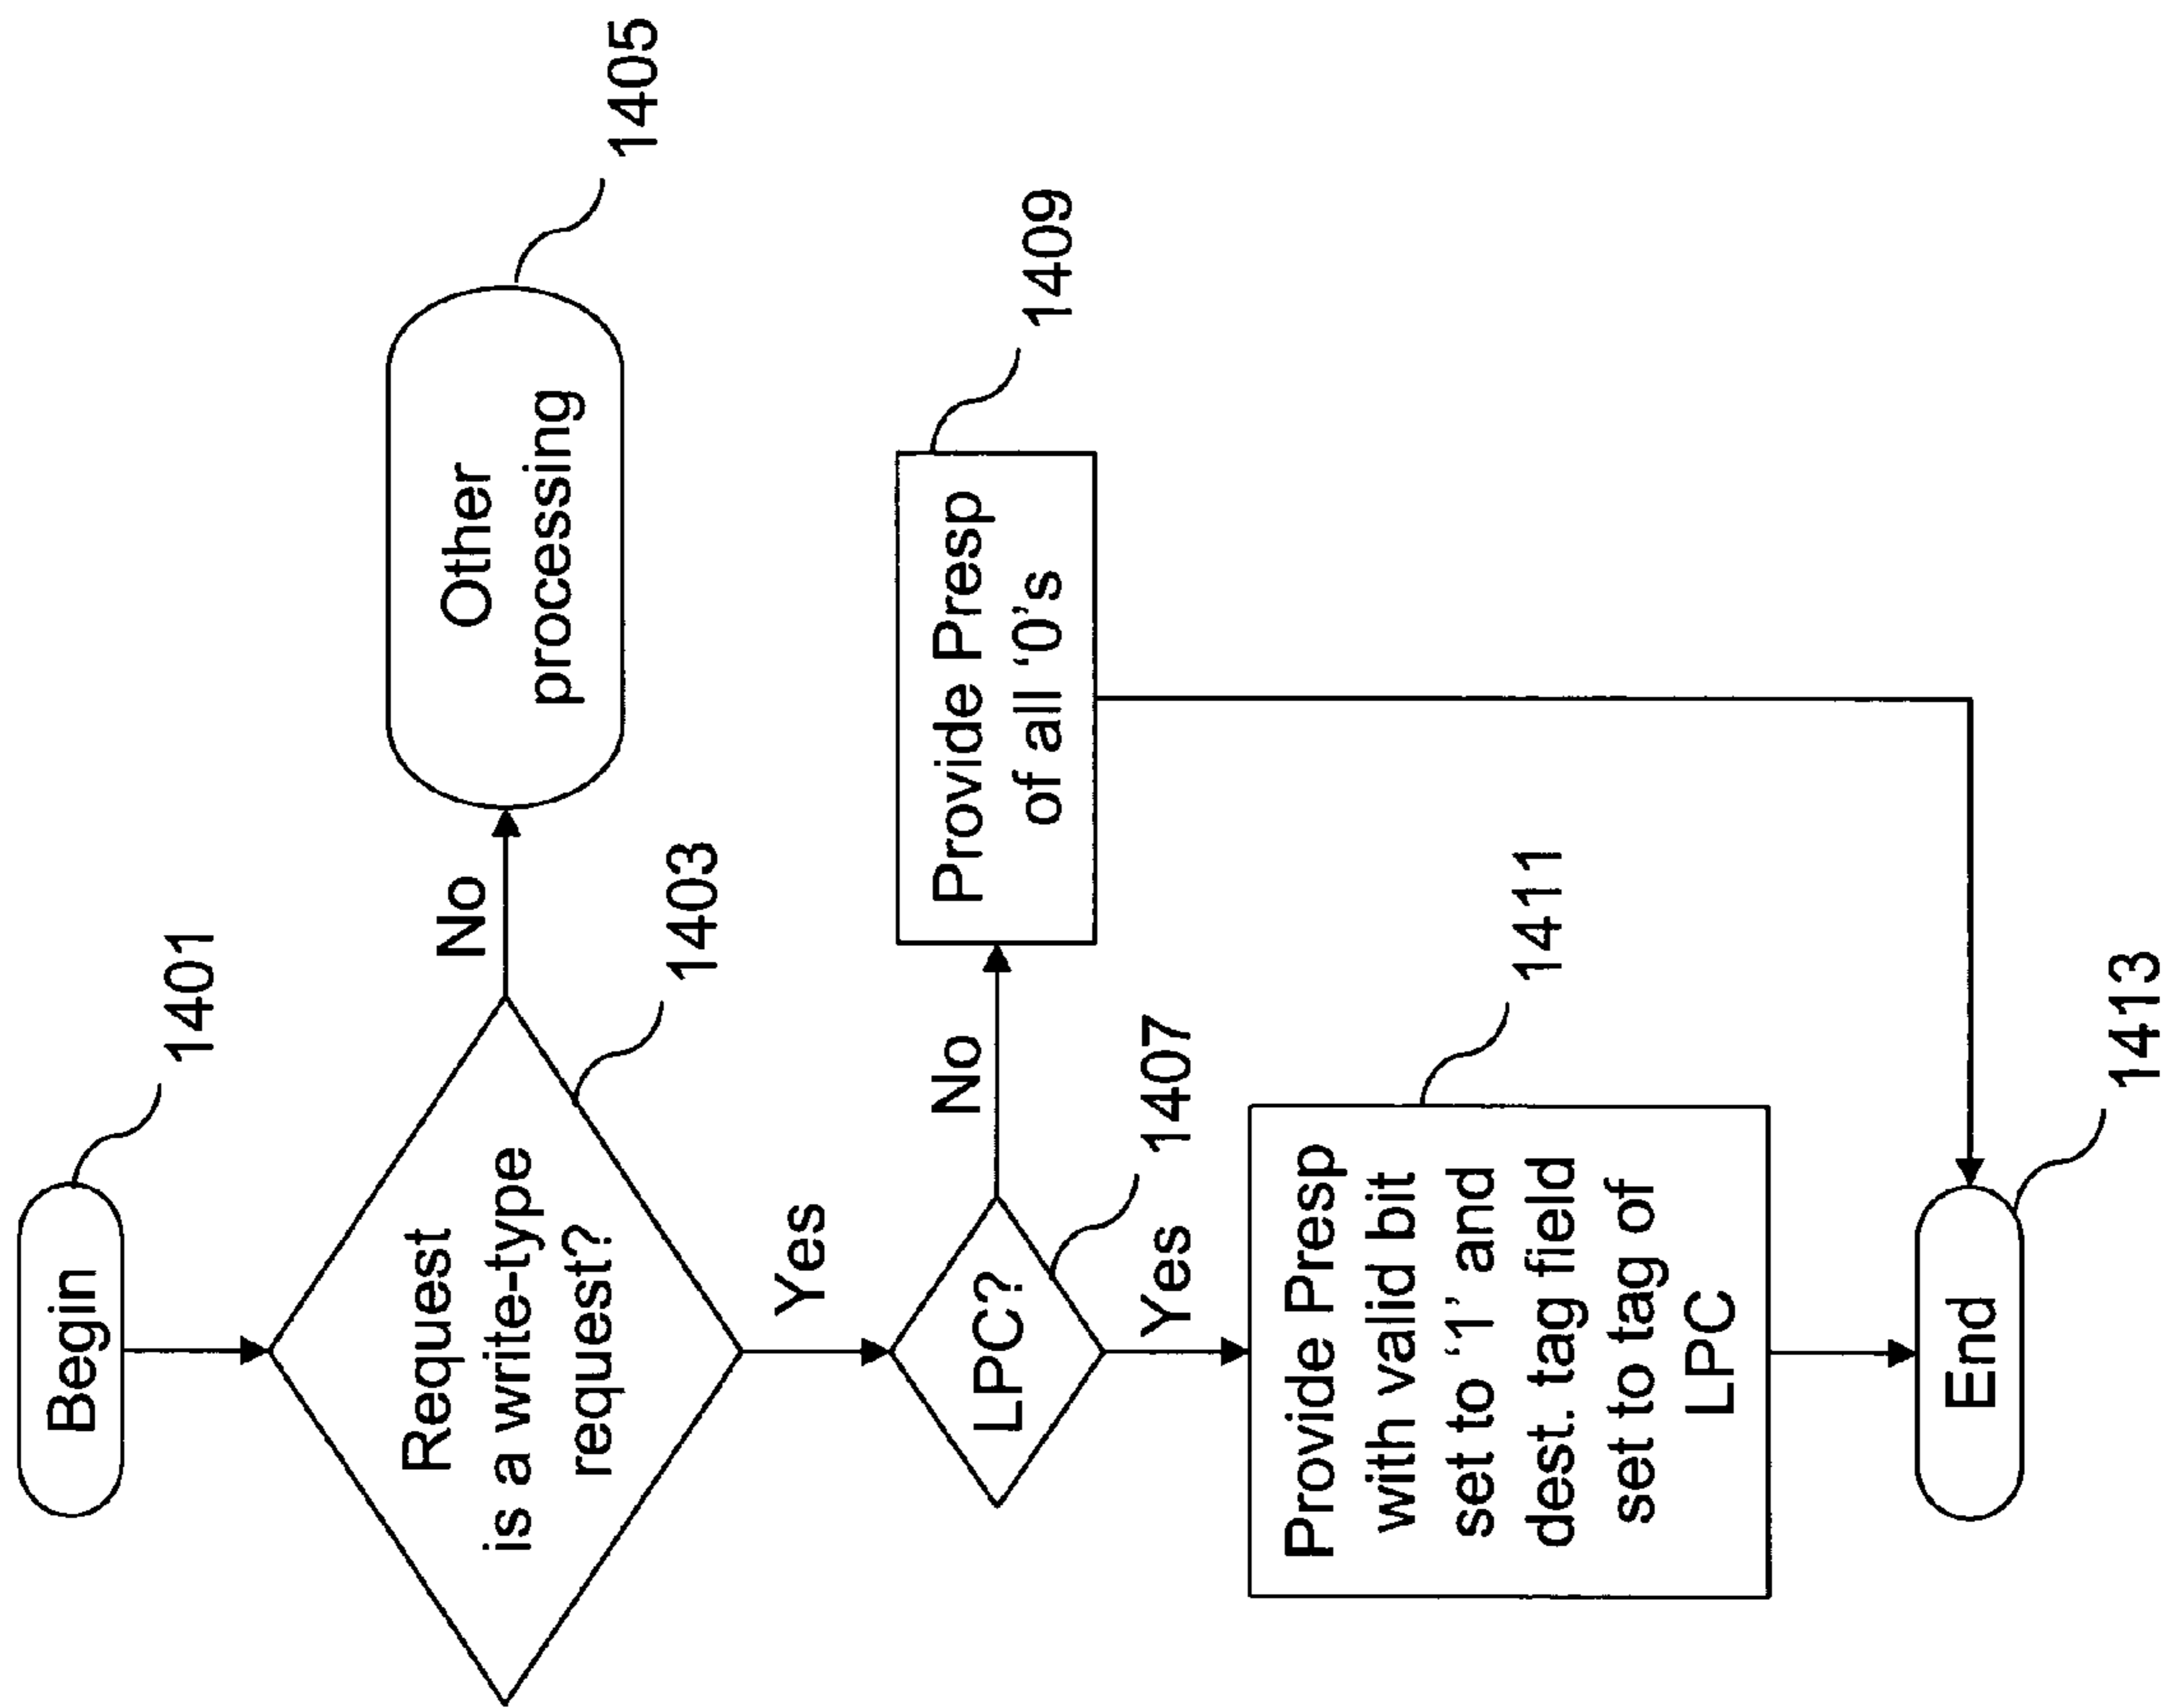 Begin
1401
Request
is a write-type
request?
1403
No
Other
processing
1405
Yes
LPC?
1407
No
Provide Presp
of all ‘0’s
1409
Yes
Provide Presp
with valid bit
set to ‘1’ and
dest. tag field
set to tag of
LPC
1411
End
1413